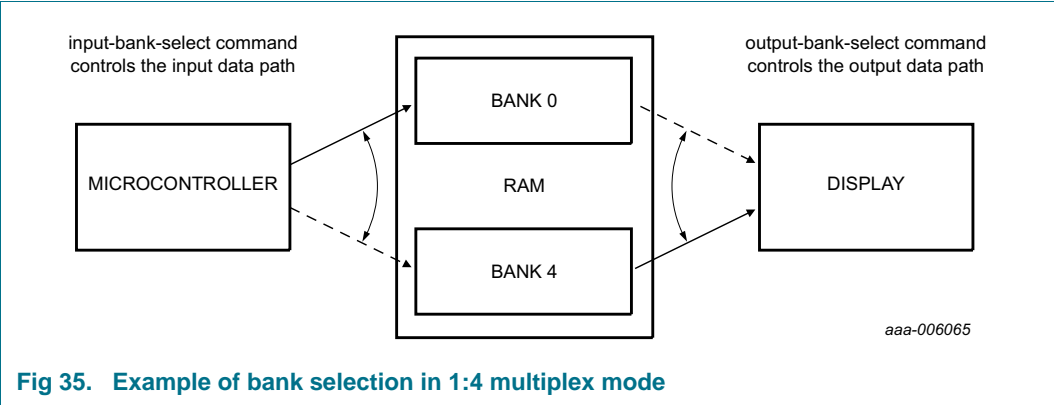 input-bank-select command
controls the input data path
output-bank-select command
controls the output data path
BANK 0
MICROCONTROLLER
RAM
DISPLAY
BANK 4
aaa-006065
Fig 35. Example of bank selection in 1:4 multiplex mode